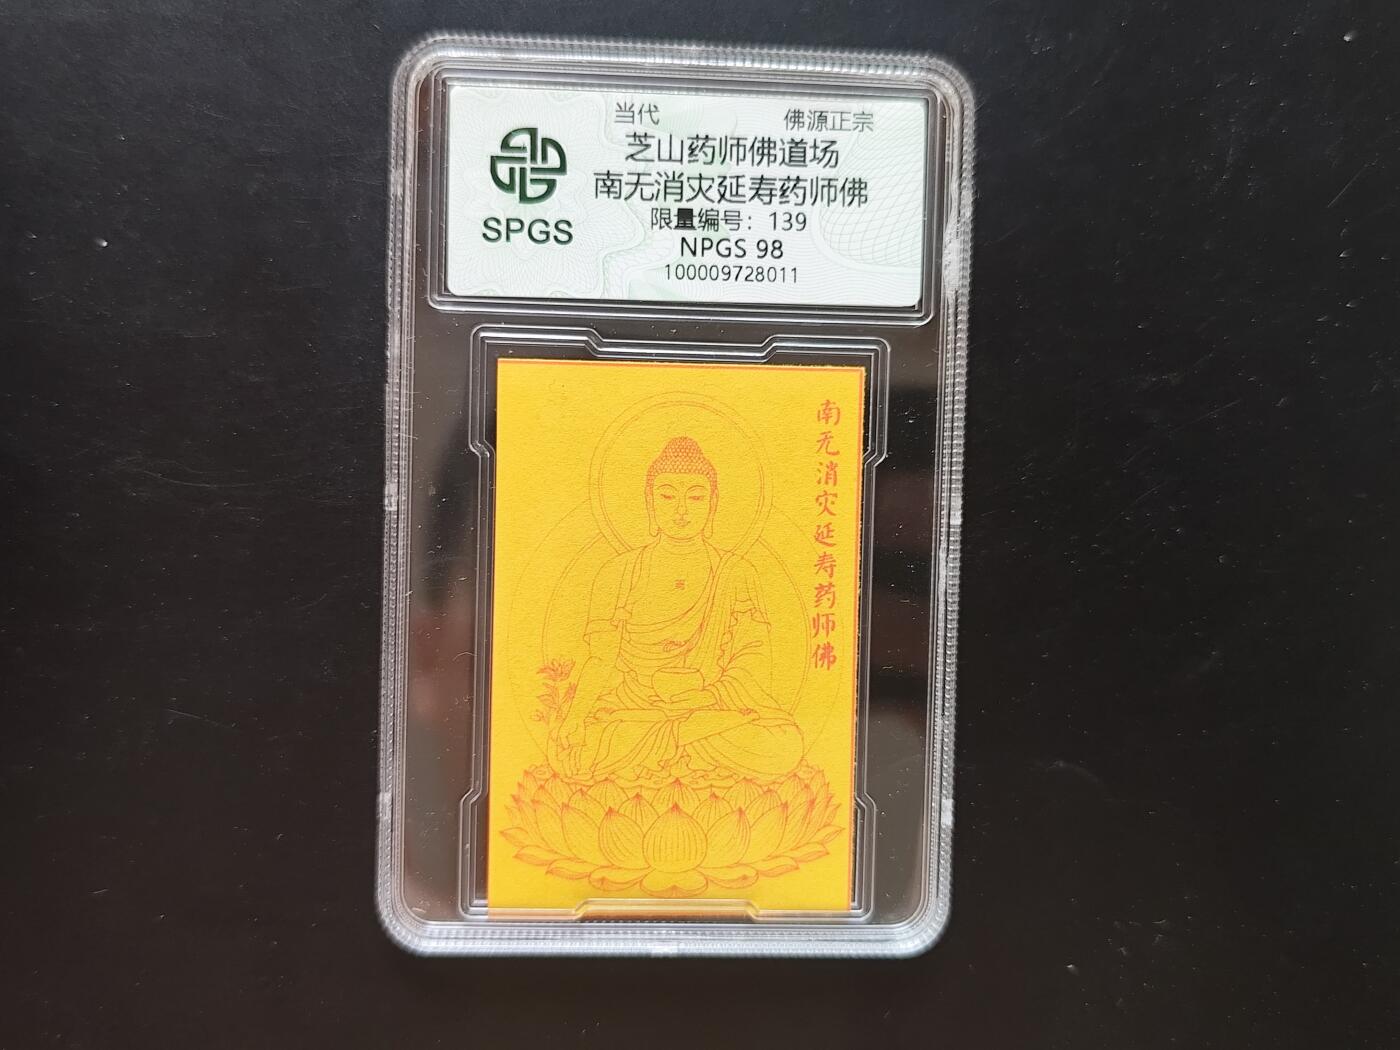 当代
佛源正宗
芝山药师佛道场
南无消灾延寿药师佛
限量编号：139
NPGS 98
100009728011
SPGS
南无消灾延寿药师佛